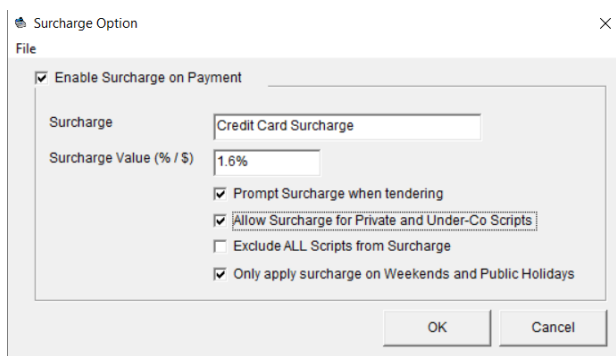 Surcharge Option
File
Enable Surcharge on Payment
Surcharge Credit Card Surcharge
Surcharge Value (% / $) 1.6%
Prompt Surcharge when tendering
Allow Surcharge for Private and Under-Co Scripts
Exclude ALL Scripts from Surcharge
Only apply surcharge on Weekends and Public Holidays
OK Cancel